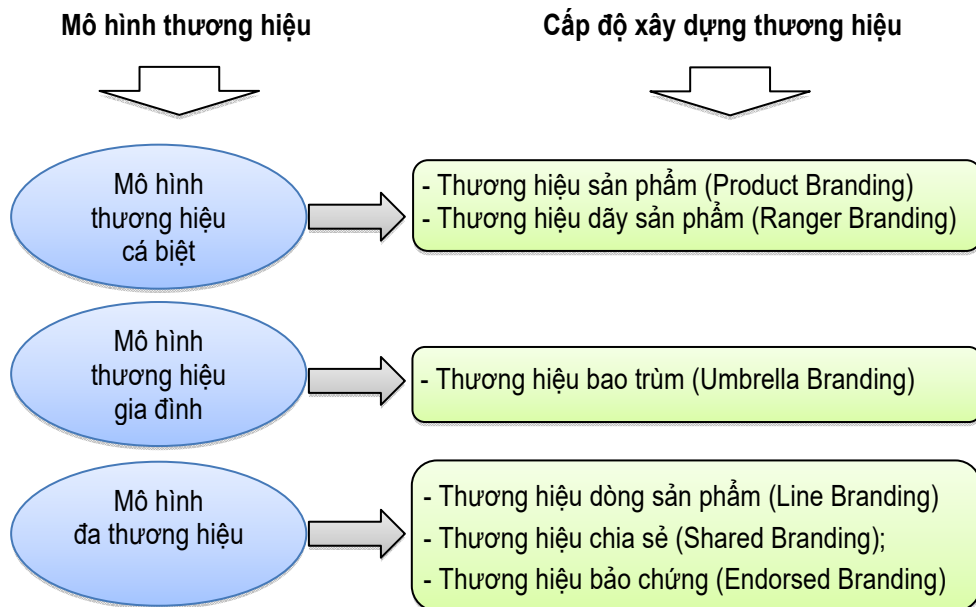 Mô hình thương hiệu
Cấp độ xây dựng thương hiệu
Mô hình
thương hiệu
cá biệt
- Thương hiệu sản phẩm (Product Branding)
- Thương hiệu dãy sản phẩm (Ranger Branding)
Mô hình
thương hiệu
gia đình
- Thương hiệu bao trùm (Umbrella Branding)
Mô hình
đa thương hiệu
- Thương hiệu dòng sản phẩm (Line Branding)
- Thương hiệu chia sẻ (Shared Branding);
- Thương hiệu bảo chứng (Endorsed Branding)